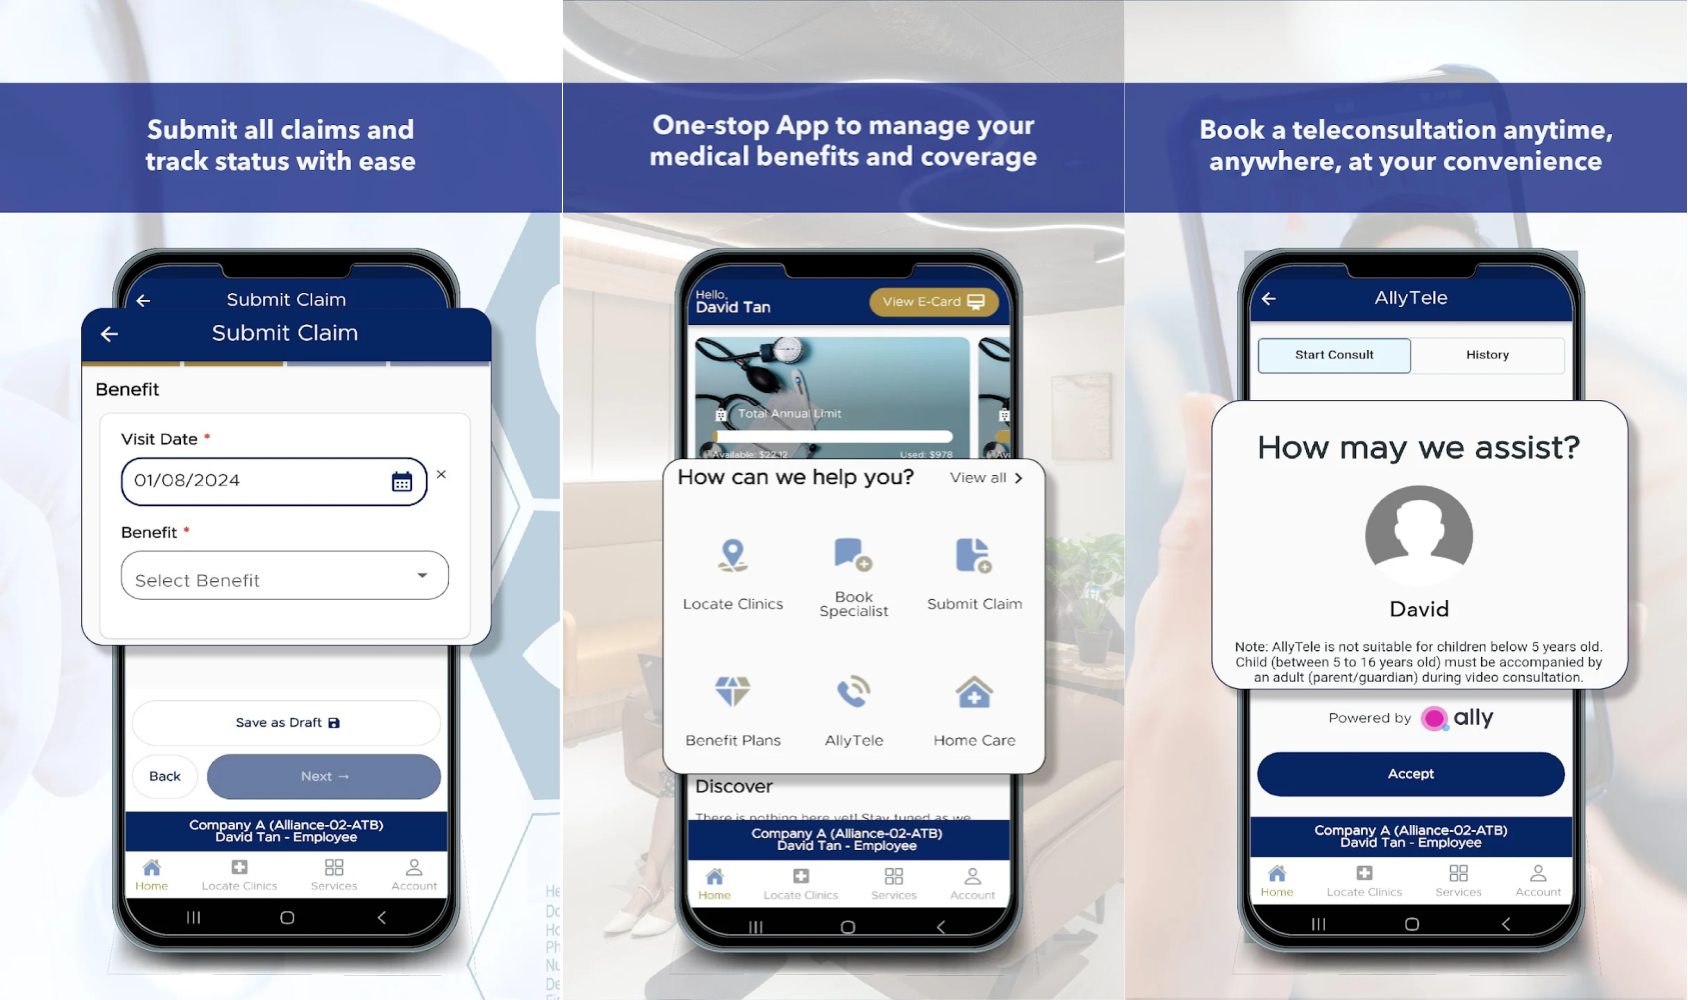 Submit all claims and
track status with ease
Submit Claim
Submit Claim
Benefit
Visit Date *
01/08/2024
Benefit *
Select Benefit
Save as Draft
Back
Next →
Company A (Alliance-02-ATB)
David Tan - Employee
Home
Locate Clinics
Services
Account
He
Do
Ho
Ph
Nu
De
One-stop App to manage your
medical benefits and coverage
Hello,
David Tan
View E-Card
Total Annual Limit
Used: $978
How can we help you?
View all
Locate Clinics
Book
Specialist
Submit Claim
Benefit Plans
AllyTele
Home Care
Discover
There is nothing here yet! Stay tuned as we
Company A (Alliance-02-ATB)
David Tan - Employee
Home
Locate Clinics
Services
Account
Book a teleconsultation anytime,
anywhere, at your convenience
AllyTele
Start Consult
History
How may we assist?
David
Note: AllyTele is not suitable for children below 5 years old.
Child (between 5 to 16 years old) must be accompanied by
an adult (parent/guardian) during video consultation.
Powered by ally
Accept
Company A (Alliance-02-ATB)
David Tan - Employee
Home
Locate Clinics
Services
Account